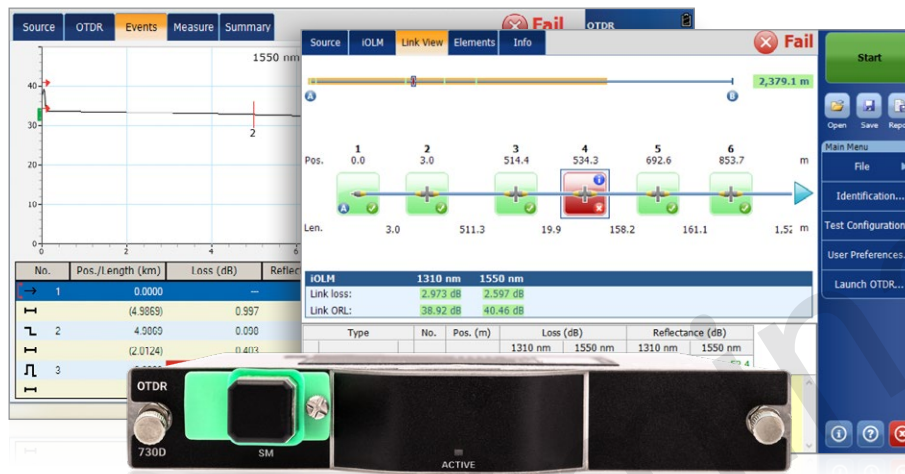 Source OTDR Events Measure Summary
Fail
OTDR
1550 nm
40
30
20
10
0
0 2 4 6
2
No. Pos./Length (km) Loss (dB)
1 0.0000 ---
(4.9869) 0.997
2 4.9869 0.090
(2.0124) 0.403
3
Source iOLM Link View Elements Info
Fail
2,379.1 m
A B
1 2 3 4 5 6
Pos. 0.0 3.0 514.4 534.3 692.6 853.7 m
A
Len. 3.0 511.3 19.9 158.2 161.1 m
iOLM 1310 nm 1550 nm
Link loss: 2.973 dB 2.597 dB
Link ORL: 38.92 dB 40.46 dB
Type No. Pos. (m) Loss (dB) Reflectance (dB)
1310 nm 1550 nm 1310 nm 1550 nm
Start
Open Save
Main Menu
File
Identification...
Test Configuration
User Preferences.
Launch OTDR...
OTDR
730D
SM
ACTIVE